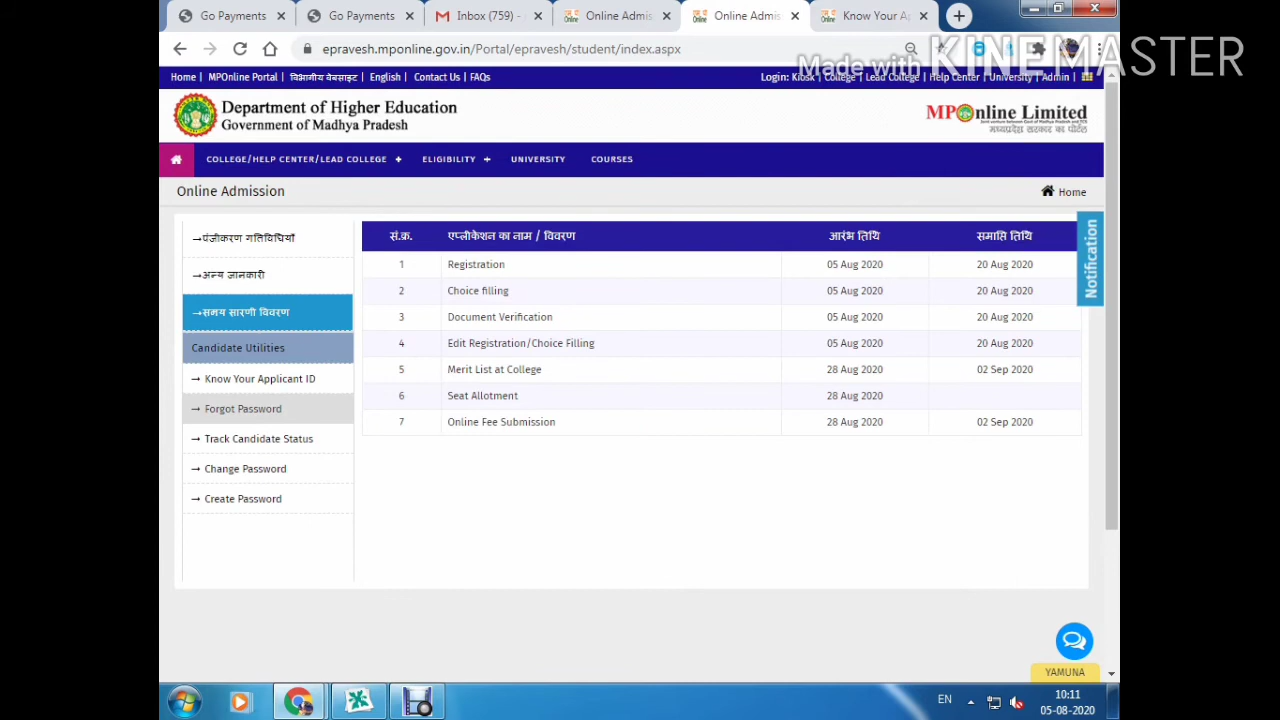 Go Payments
Go Payments
Inbox (759) -
Online Admis
Online Admis
Know Your Ap
epravesh.mponline.gov.in/Portal/epravesh/student/index.aspx
Made with KINEMASTER
Home | MPOnline Portal | विभागीय वेबसाइट | English | Contact Us | FAQs
Login: Kiosk | College | Lead College | Help Center | University | Admin |
Department of Higher Education
Government of Madhya Pradesh
MPOnline Limited
मध्यप्रदेश सरकार का पोर्टल
COLLEGE/HELP CENTER/LEAD COLLEGE + ELIGIBILITY + UNIVERSITY COURSES
Online Admission
Home
→पंजीकरण गतिविधियाँ
→अन्य जानकारी
→समय सारणी विवरण
Candidate Utilities
→ Know Your Applicant ID
→ Forgot Password
→ Track Candidate Status
→ Change Password
→ Create Password
सं.क्र. एप्लीकेशन का नाम / विवरण आरंभ तिथि समाप्ति तिथि
1 Registration 05 Aug 2020 20 Aug 2020
2 Choice filling 05 Aug 2020 20 Aug 2020
3 Document Verification 05 Aug 2020 20 Aug 2020
4 Edit Registration/Choice Filling 05 Aug 2020 20 Aug 2020
5 Merit List at College 28 Aug 2020 02 Sep 2020
6 Seat Allotment 28 Aug 2020
7 Online Fee Submission 28 Aug 2020 02 Sep 2020
Notification
YAMUNA
EN
10:11
05-08-2020